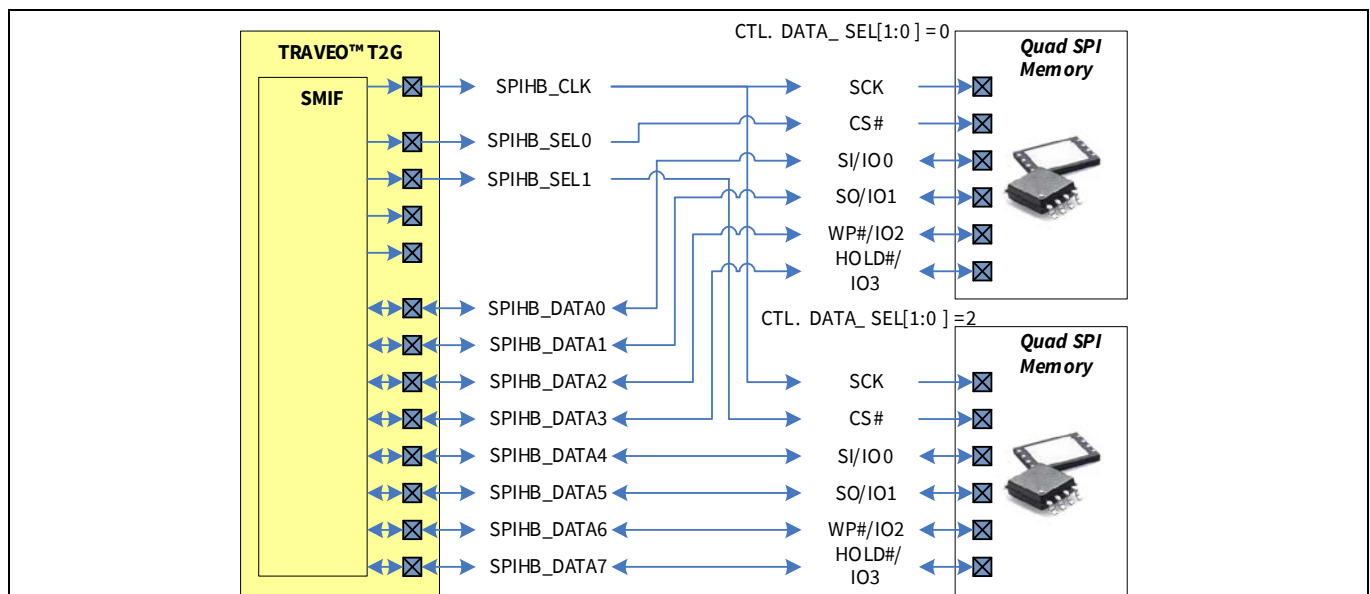 CTL. DATA_ SEL[1:0 ] = 0
TRAVEO™ T2G
SMIF
Quad SPI
Memory
SPIHB_CLK
SCK
SPIHB_SEL0
CS#
SPIHB_SEL1
SI/IO0
SO/IO1
WP#/IO2
HOLD#/
IO3
SPIHB_DATA0
CTL. DATA_ SEL[1:0 ] =2
SPIHB_DATA1
Quad SPI
Memory
SPIHB_DATA2
SCK
SPIHB_DATA3
CS#
SPIHB_DATA4
SI/IO0
SPIHB_DATA5
SO/IO1
SPIHB_DATA6
WP#/IO2
SPIHB_DATA7
HOLD#/
IO3